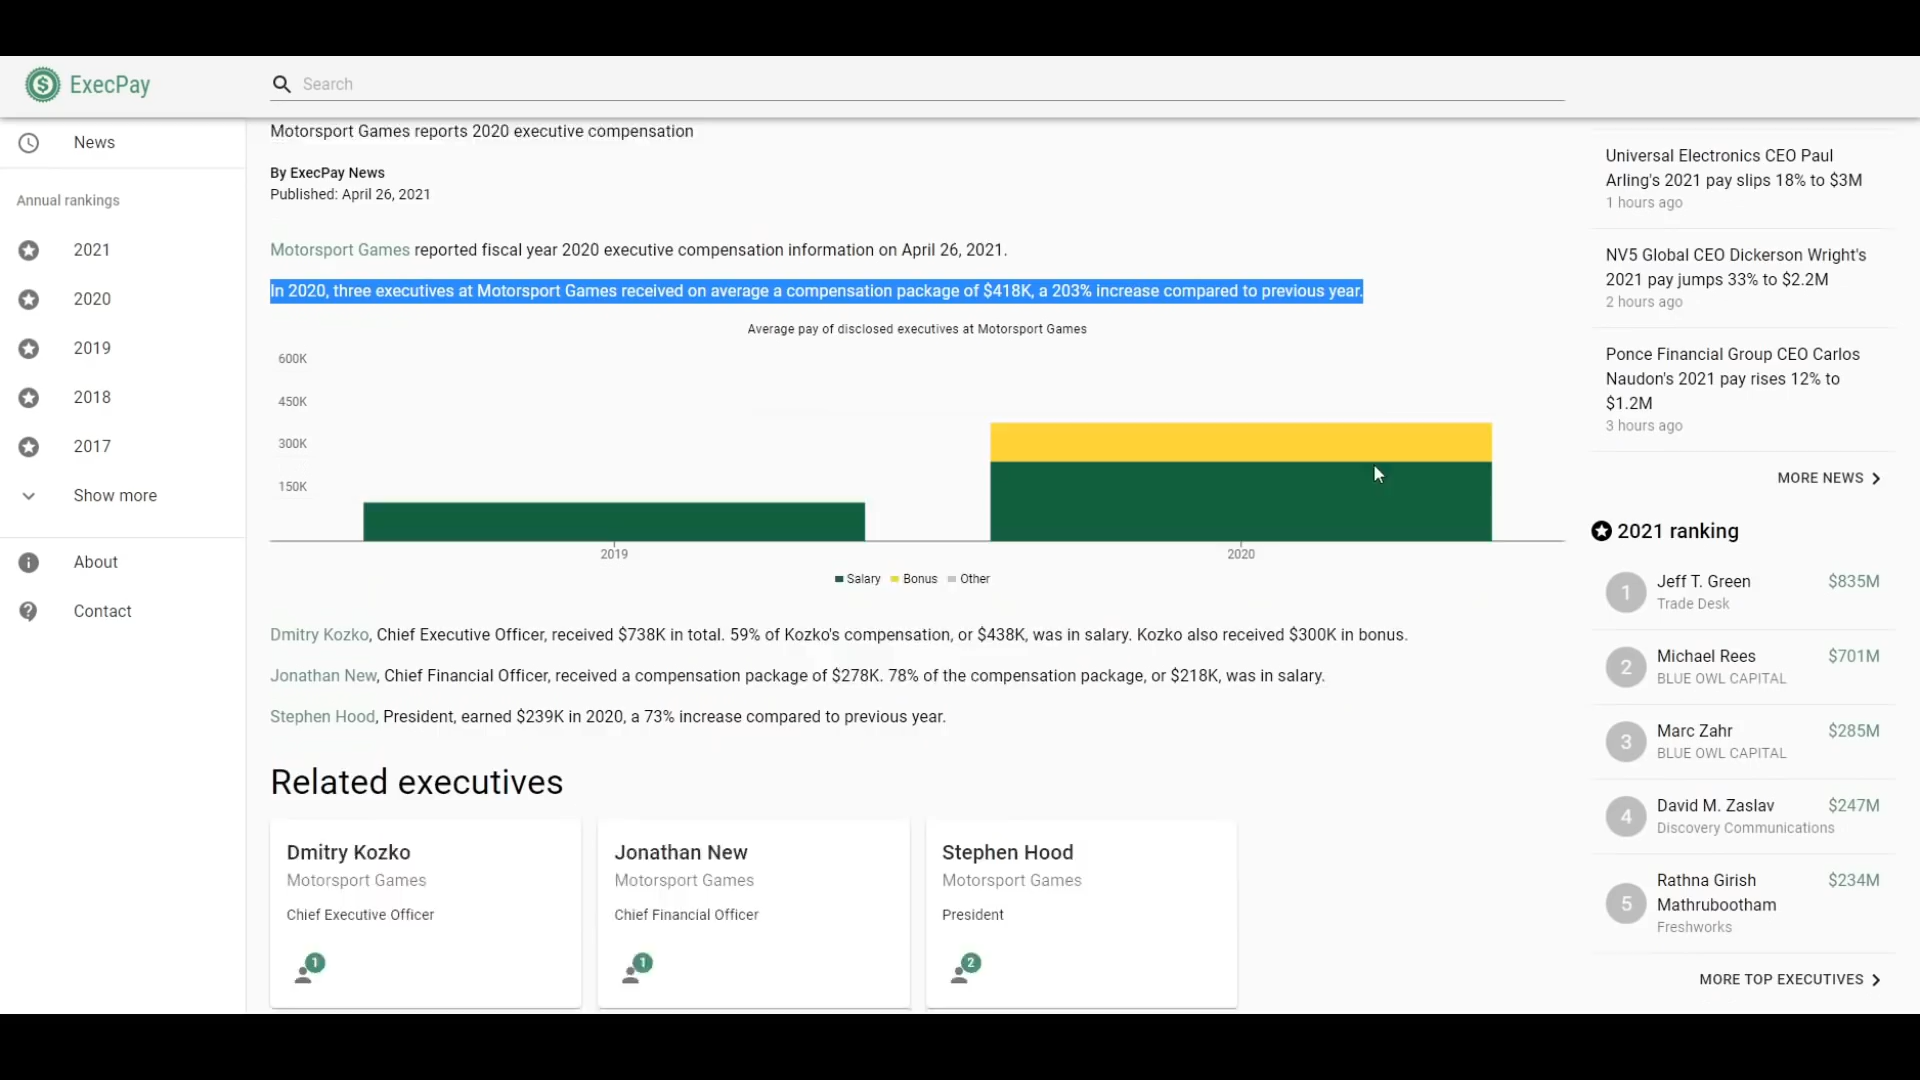 ExecPay
Search
News
Annual rankings
2021
2020
2019
2018
2017
Show more
About
Contact
Motorsport Games reports 2020 executive compensation
By ExecPay News
Published: April 26, 2021
Motorsport Games reported fiscal year 2020 executive compensation information on April 26, 2021.
In 2020, three executives at Motorsport Games received on average a compensation package of $418K, a 203% increase compared to previous year.
Average pay of disclosed executives at Motorsport Games
600K
450K
300K
150K
2019
2020
Salary Bonus Other
Dmitry Kozko, Chief Executive Officer, received $738K in total. 59% of Kozko's compensation, or $438K, was in salary. Kozko also received $300K in bonus.
Jonathan New, Chief Financial Officer, received a compensation package of $278K. 78% of the compensation package, or $218K, was in salary.
Stephen Hood, President, earned $239K in 2020, a 73% increase compared to previous year.
Related executives
Dmitry Kozko
Motorsport Games
Chief Executive Officer
1
Jonathan New
Motorsport Games
Chief Financial Officer
1
Stephen Hood
Motorsport Games
President
2
Universal Electronics CEO Paul
Arling's 2021 pay slips 18% to $3M
1 hours ago
NV5 Global CEO Dickerson Wright's
2021 pay jumps 33% to $2.2M
2 hours ago
Ponce Financial Group CEO Carlos
Naudon's 2021 pay rises 12% to
$1.2M
3 hours ago
MORE NEWS
2021 ranking
1 Jeff T. Green $835M
Trade Desk
2 Michael Rees $701M
BLUE OWL CAPITAL
3 Marc Zahr $285M
BLUE OWL CAPITAL
4 David M. Zaslav $247M
Discovery Communications
5 Rathna Girish $234M
Mathrubootham
Freshworks
MORE TOP EXECUTIVES